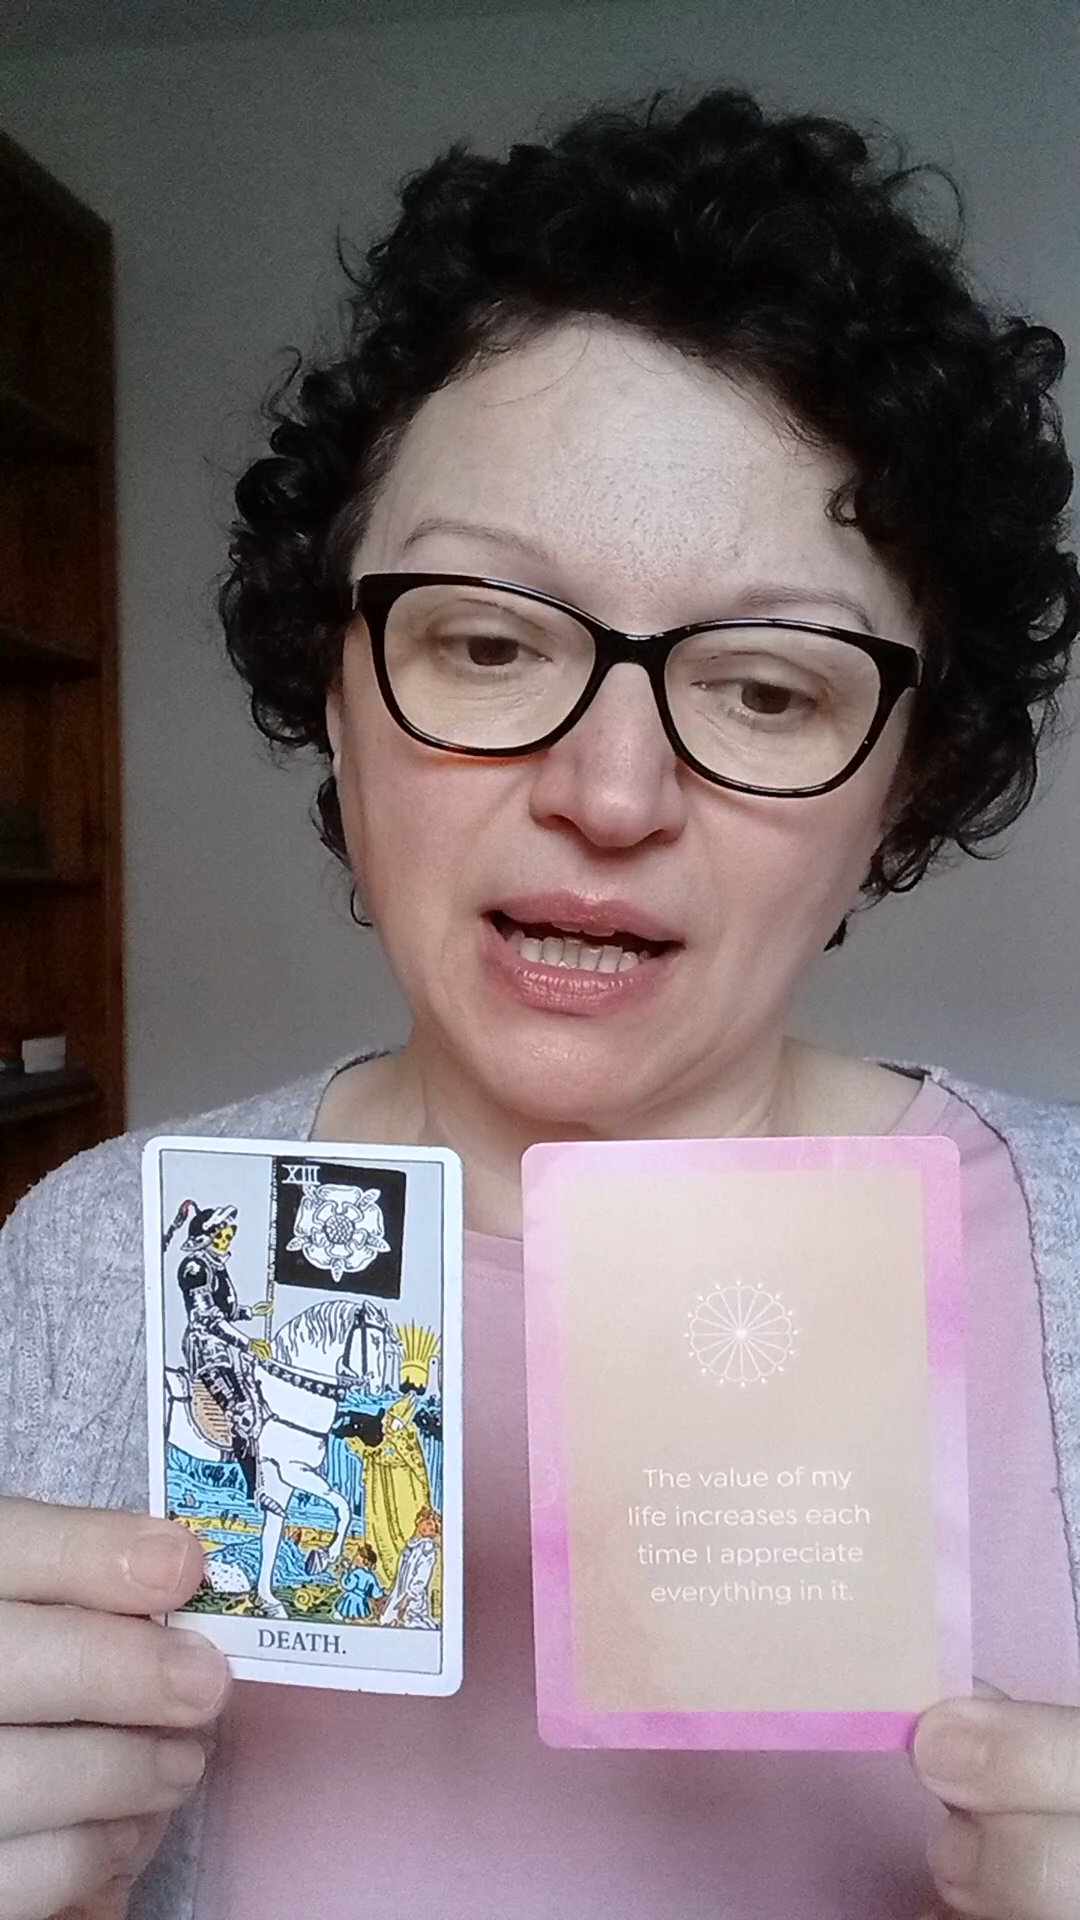 XIII
DEATH.
The value of my
life increases each
time I appreciate
everything in it.